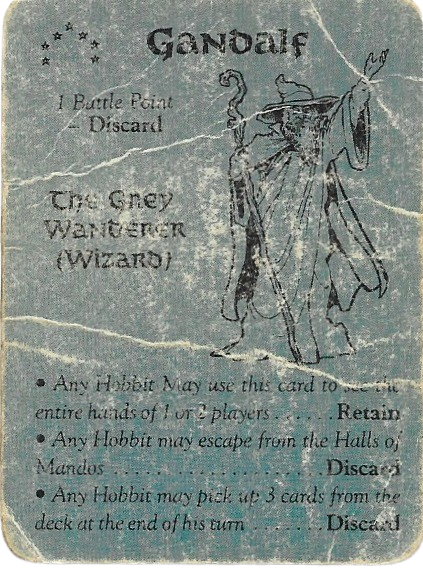 Gandalf
1 Battle Point
– Discard
The Grey
Wanderer
(Wizard)
• Any Hobbit May use this card to see the
entire hands of 1 or 2 players . . . . . . Retain
• Any Hobbit may escape from the Halls of
Mandos . . . . . . . . . . . . . . . . . . Discard
• Any Hobbit may pick up 3 cards from the
deck at the end of his turn . . . . . . . Discard